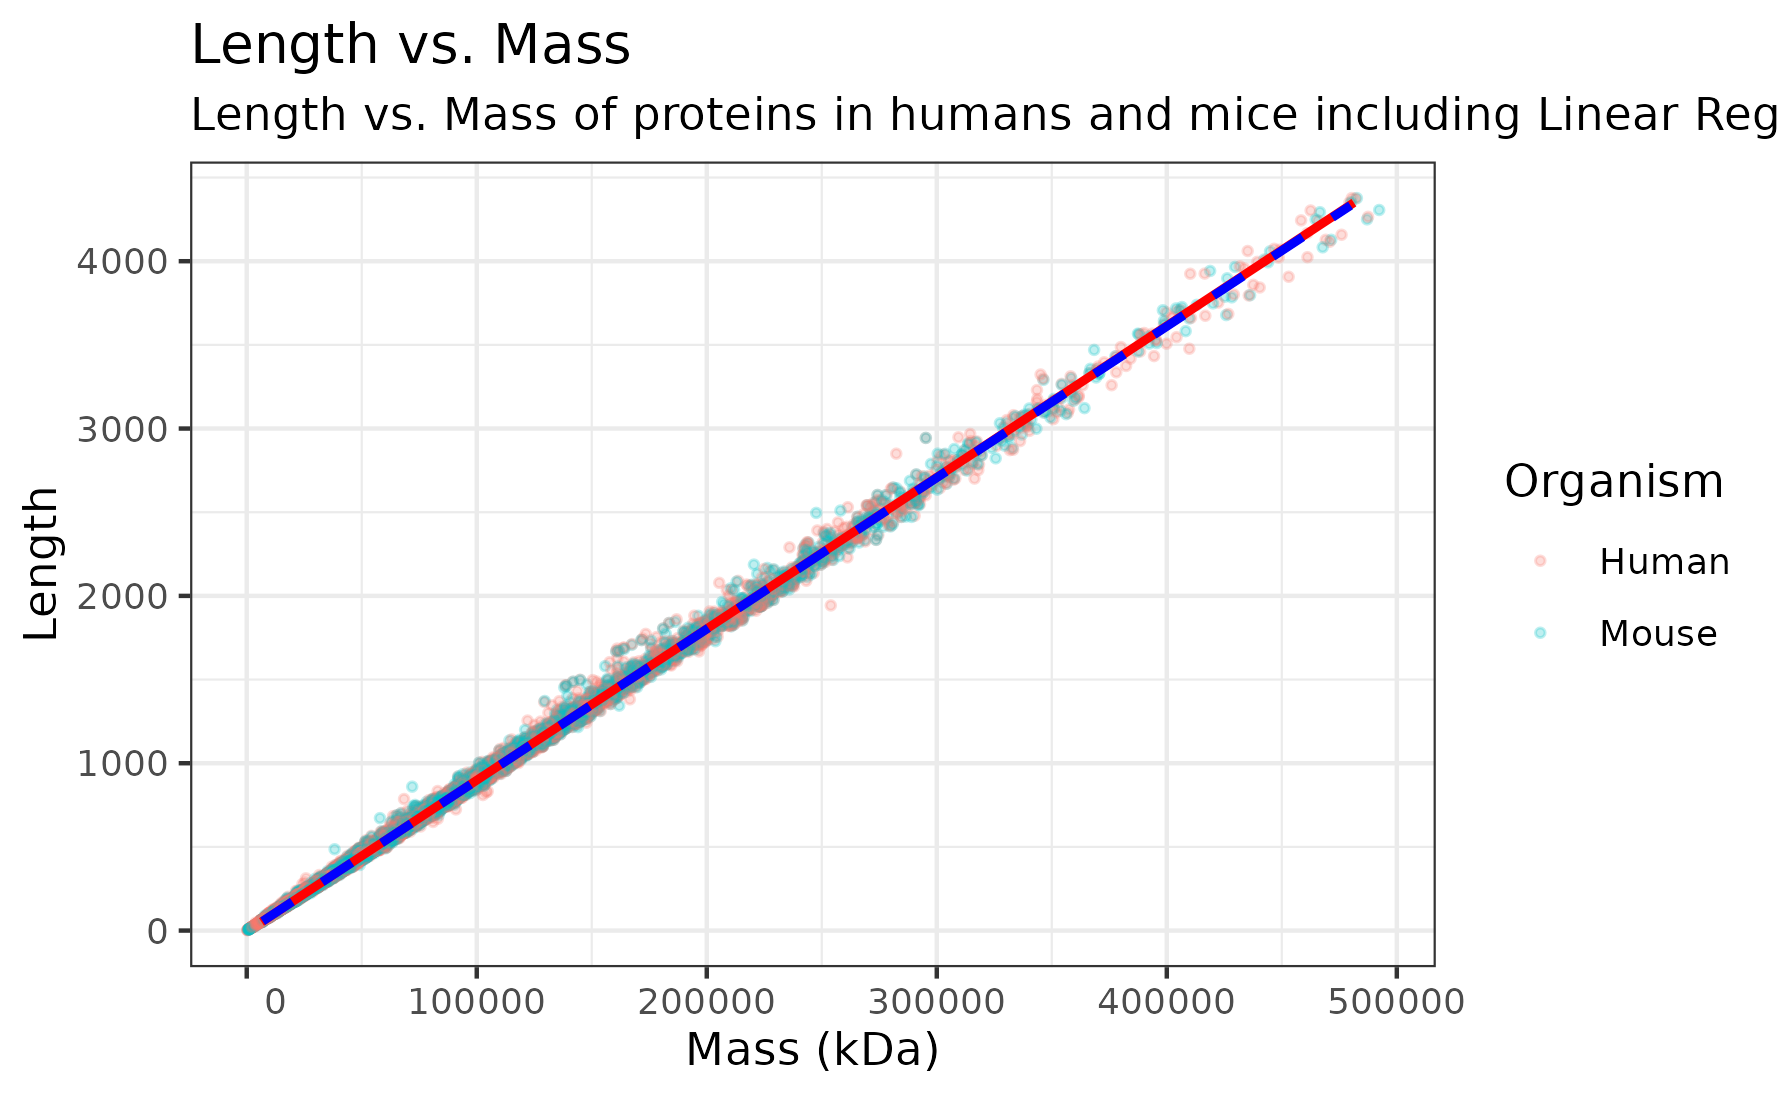 Length vs. Mass
Length vs. Mass of proteins in humans and mice including Linear Reg
Length
4000
3000
2000
1000
0
0 100000 200000 300000 400000 500000
Mass (kDa)
Organism
Human
Mouse